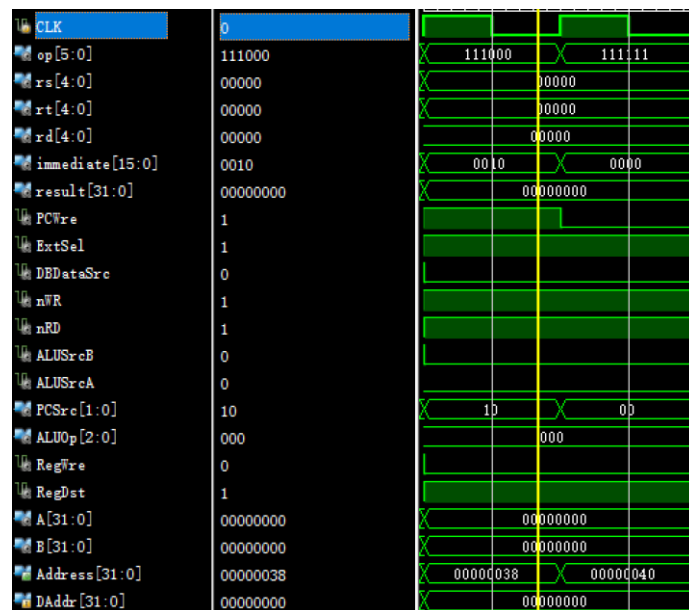 CLK 0
op[5:0] 111000 111000 111111
rs[4:0] 00000 00000
rt[4:0] 00000 00000
rd[4:0] 00000 00000
immediate[15:0] 0010 0010 0000
result[31:0] 00000000 00000000
PCWre 1
ExtSel 1
DBDataSrc 0
nWR 1
nRD 1
ALUSrcB 0
ALUSrcA 0
PCSrc[1:0] 10 10 00
ALUOp[2:0] 000 000
RegWre 0
RegDst 1
A[31:0] 00000000 00000000
B[31:0] 00000000 00000000
Address[31:0] 00000038 00000038 00000040
DAddr[31:0] 00000000 00000000